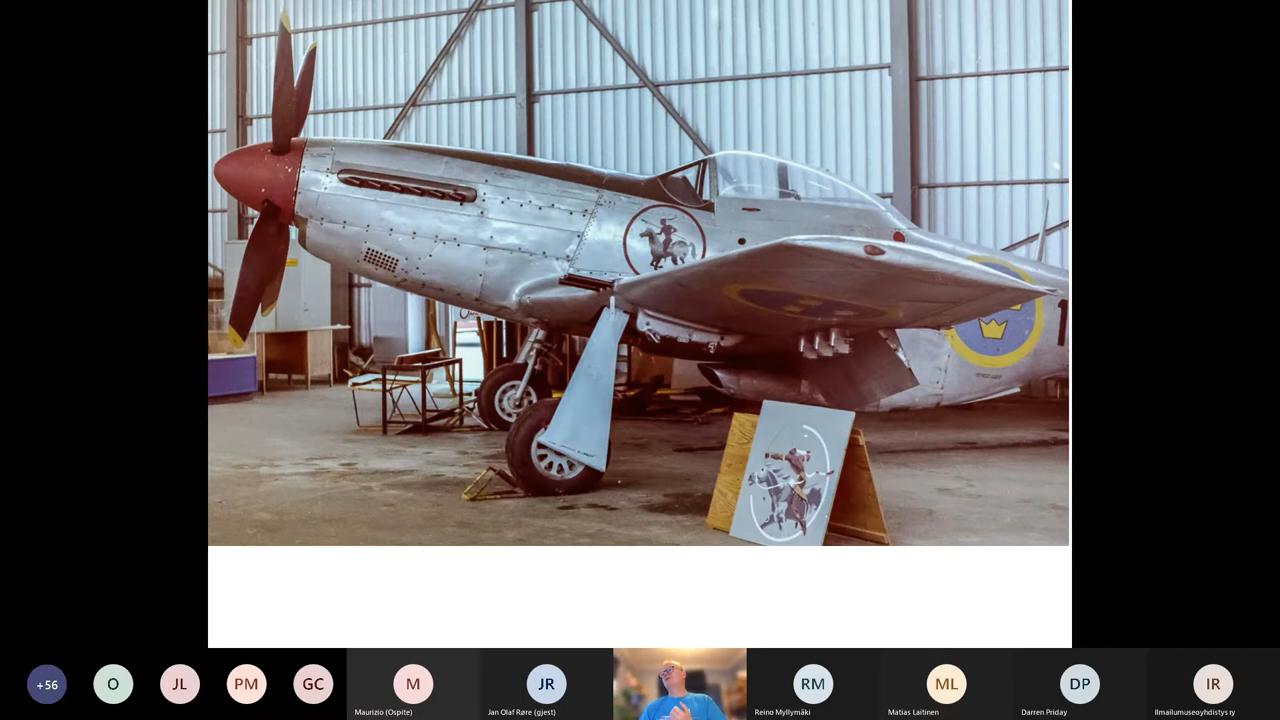 +56
O
JL
PM
GC
M
Maurizio (Ospite)
JR
Jan Olaf Røre (gjest)
RM
Reino Myllymäki
ML
Matias Laitinen
DP
Darren Priday
IR
Ilmailumuseoyhdistys ry